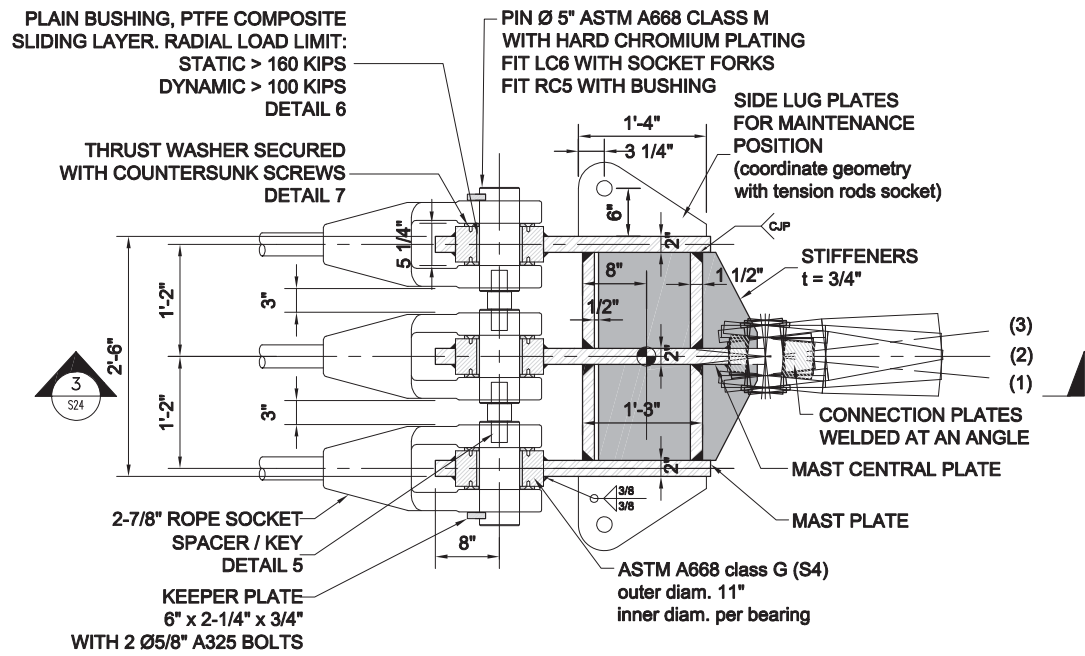 PLAIN BUSHING, PTFE COMPOSITE
SLIDING LAYER. RADIAL LOAD LIMIT:
STATIC > 160 KIPS
DYNAMIC > 100 KIPS
DETAIL 6
PIN Ø 5" ASTM A668 CLASS M
WITH HARD CHROMIUM PLATING
FIT LC6 WITH SOCKET FORKS
FIT RC5 WITH BUSHING
SIDE LUG PLATES
FOR MAINTENANCE
POSITION
(coordinate geometry
with tension rods socket)
1'-4"
3 1/4"
THRUST WASHER SECURED
WITH COUNTERSUNK SCREWS
DETAIL 7
6"
CJP
5 1/4"
2"
STIFFENERS
t = 3/4"
8"
1 1/2"
1'-2"
3"
1/2"
2'-6"
(3)
(2)
(1)
2"
3
S24
1'-2"
3"
1'-3"
CONNECTION PLATES
WELDED AT AN ANGLE
MAST CENTRAL PLATE
2"
3/8
3/8
MAST PLATE
2-7/8" ROPE SOCKET
SPACER / KEY
DETAIL 5
8"
KEEPER PLATE
6" x 2-1/4" x 3/4"
WITH 2 Ø5/8" A325 BOLTS
ASTM A668 class G (S4)
outer diam. 11"
inner diam. per bearing